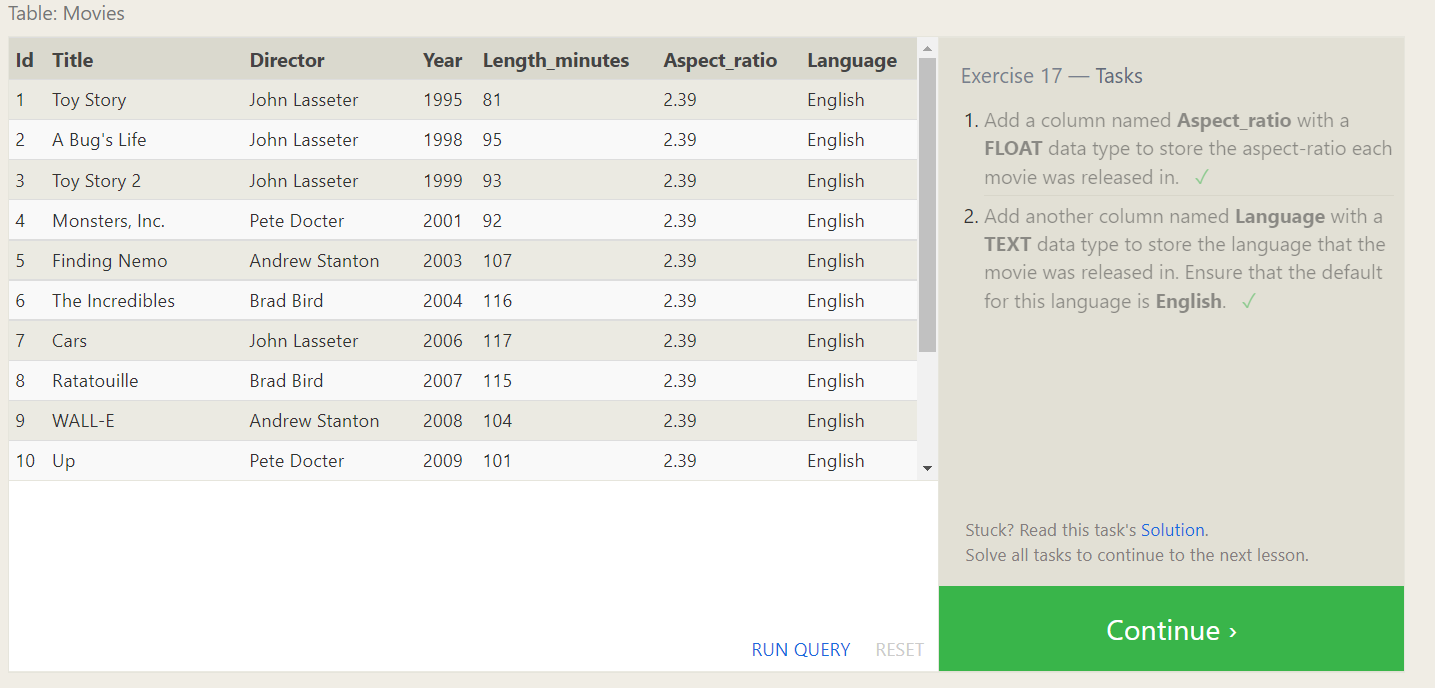 Table: Movies
Id Title Director Year Length_minutes Aspect_ratio Language
1 Toy Story John Lasseter 1995 81 2.39 English
2 A Bug's Life John Lasseter 1998 95 2.39 English
3 Toy Story 2 John Lasseter 1999 93 2.39 English
4 Monsters, Inc. Pete Docter 2001 92 2.39 English
5 Finding Nemo Andrew Stanton 2003 107 2.39 English
6 The Incredibles Brad Bird 2004 116 2.39 English
7 Cars John Lasseter 2006 117 2.39 English
8 Ratatouille Brad Bird 2007 115 2.39 English
9 WALL-E Andrew Stanton 2008 104 2.39 English
10 Up Pete Docter 2009 101 2.39 English
RUN QUERY RESET
Exercise 17 — Tasks
1. Add a column named Aspect_ratio with a
FLOAT data type to store the aspect-ratio each
movie was released in. ✓
2. Add another column named Language with a
TEXT data type to store the language that the
movie was released in. Ensure that the default
for this language is English. ✓
Stuck? Read this task's Solution.
Solve all tasks to continue to the next lesson.
Continue ›